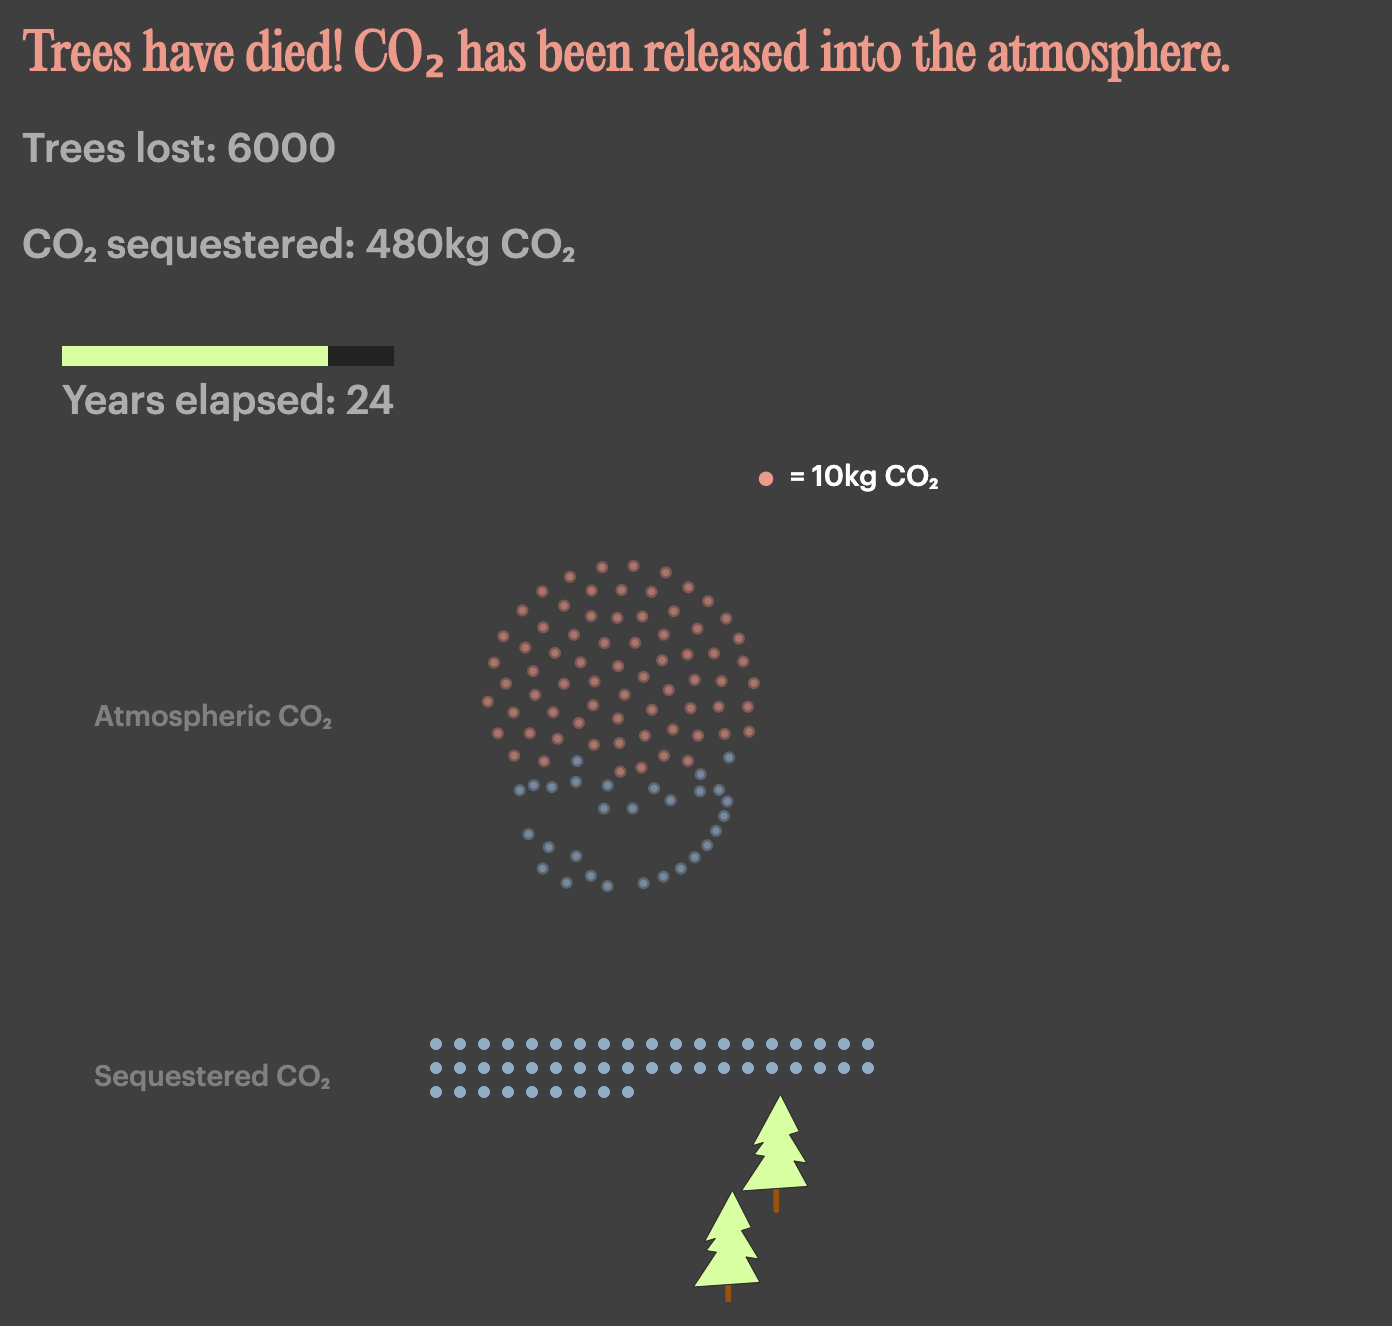 Trees have died! CO₂ has been released into the atmosphere.
Trees lost: 6000
CO₂ sequestered: 480kg CO₂
Years elapsed: 24
= 10kg CO₂
Atmospheric CO₂
Sequestered CO₂